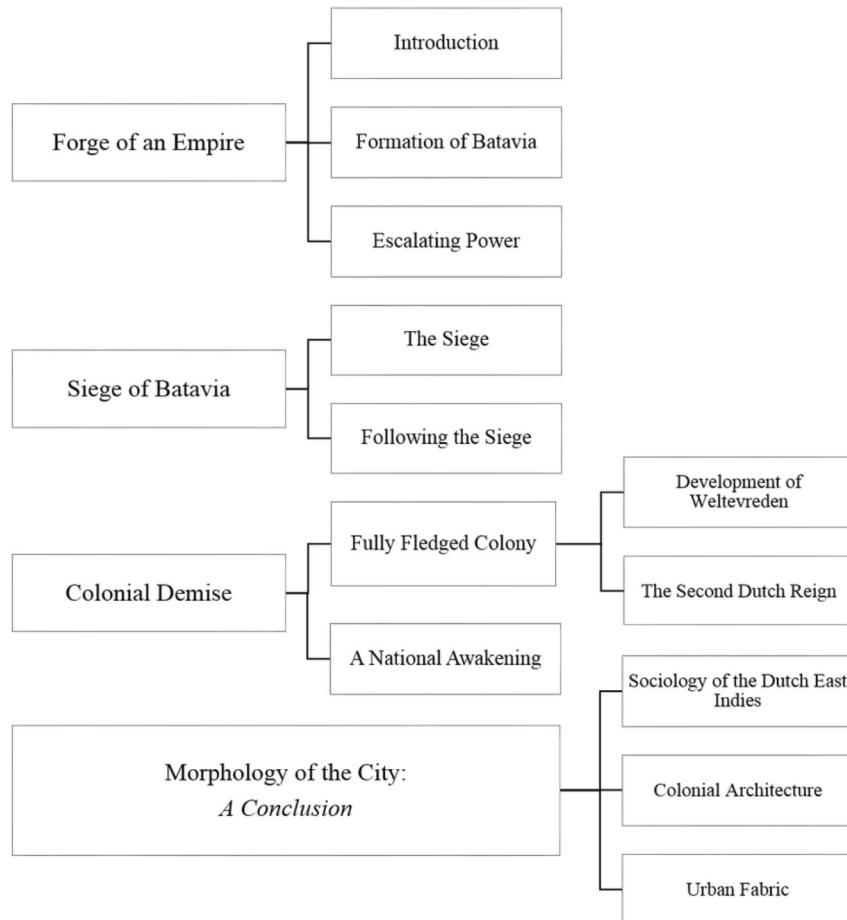 Forge of an Empire
Introduction
Formation of Batavia
Escalating Power
Siege of Batavia
The Siege
Following the Siege
Colonial Demise
Fully Fledged Colony
Development of
Weltevreden
The Second Dutch Reign
A National Awakening
Morphology of the City:
A Conclusion
Sociology of the Dutch East
Indies
Colonial Architecture
Urban Fabric